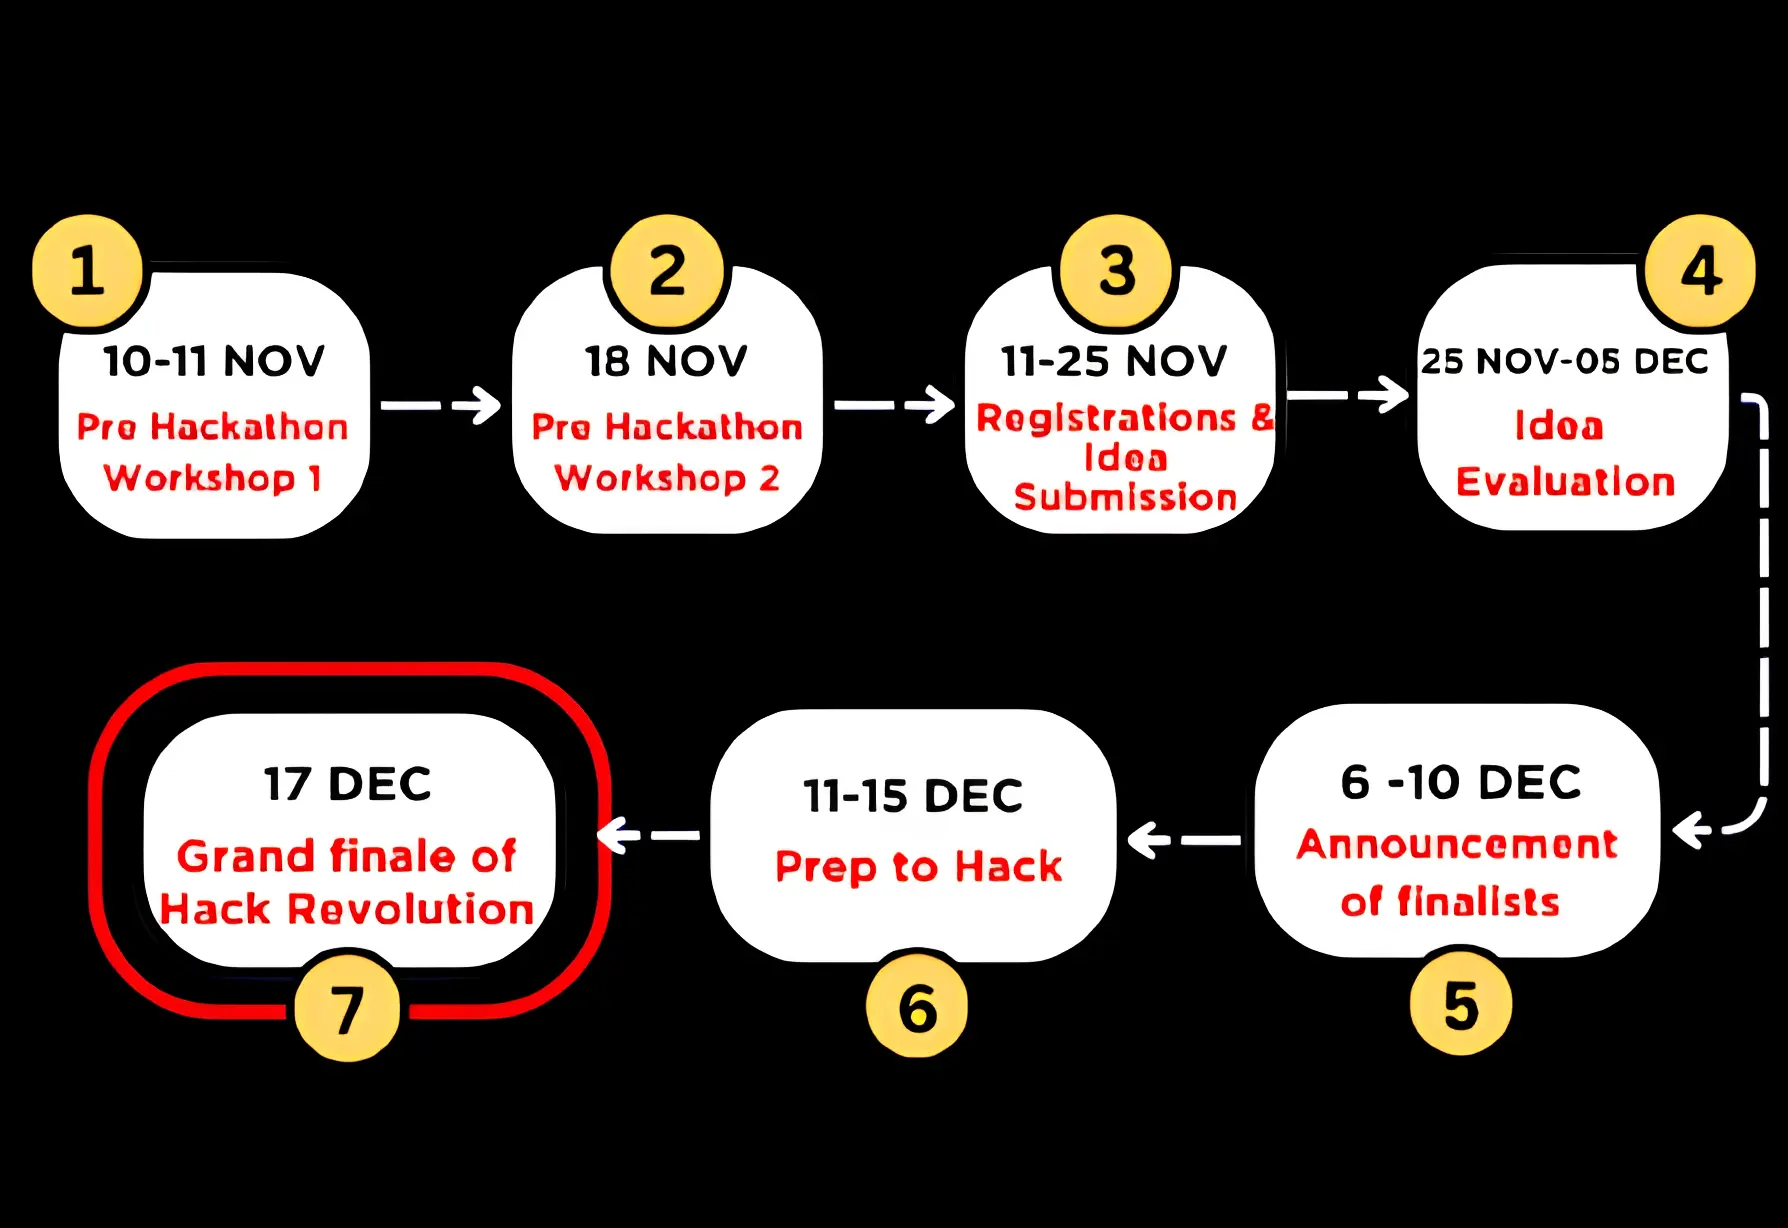 1
10-11 NOV
Pre Hackathon
Workshop 1
2
18 NOV
Pre Hackathon
Workshop 2
3
11-25 NOV
Registrations &
Idea
Submission
4
25 NOV-05 DEC
Idea
Evaluation
5
6 -10 DEC
Announcement
of finalists
6
11-15 DEC
Prep to Hack
7
17 DEC
Grand finale of
Hack Revolution